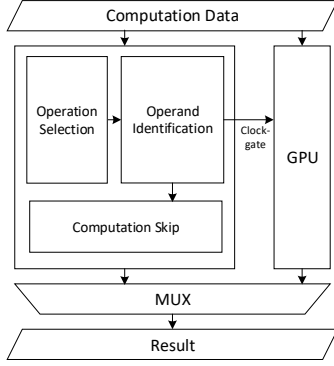 Computation Data
Operation
Selection
Operand
Identification
Clock-
gate
GPU
Computation Skip
MUX
Result